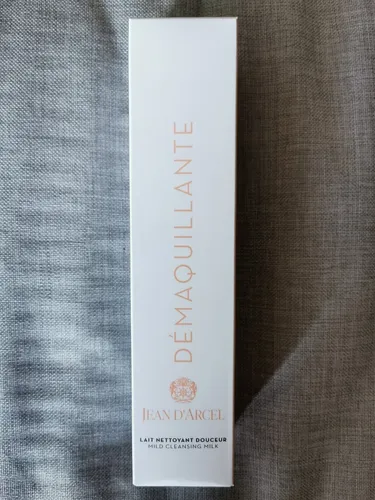 DÉMAQUILLANTE
JEAN D'ARCEL
LAIT NETTOYANT DOUCEUR
MILD CLEANSING MILK